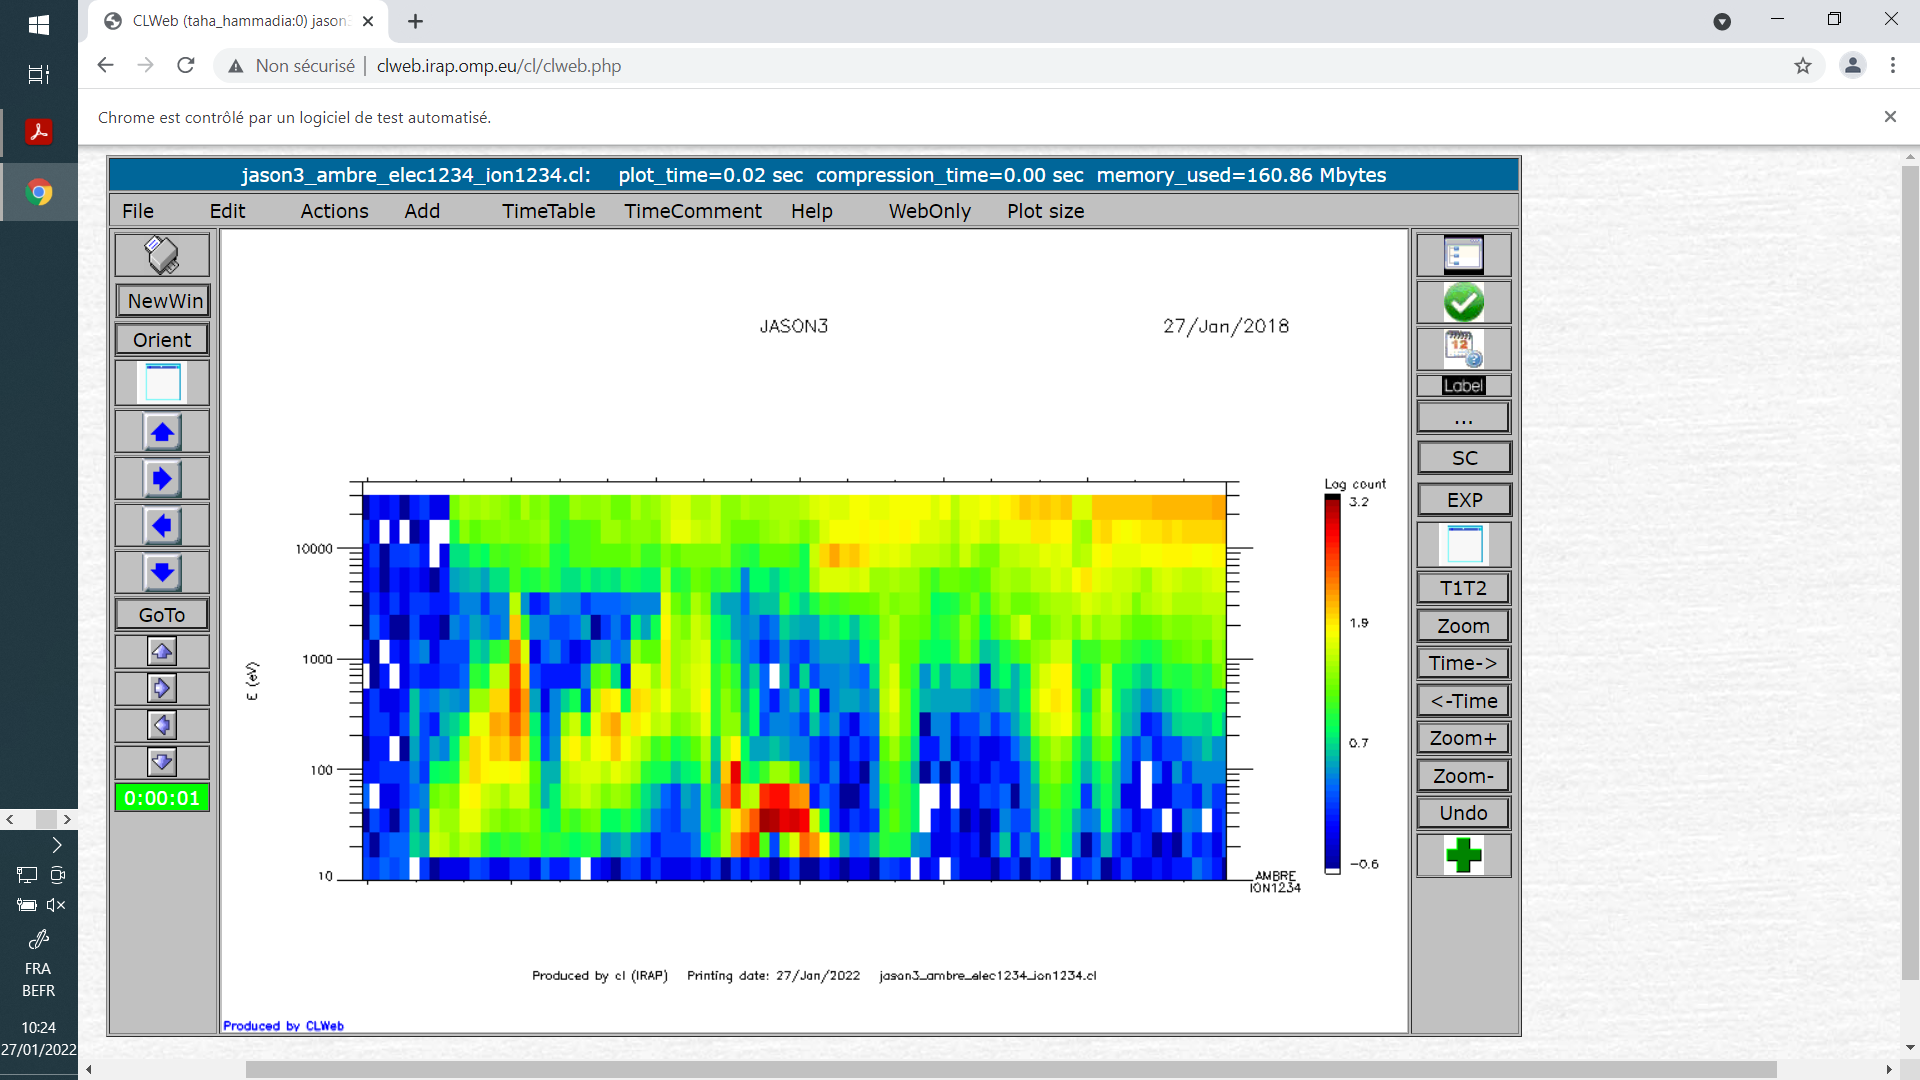 CLWeb (taha_hammadia:0) jason3
Non sécurisé | clweb.irap.omp.eu/cl/clweb.php
Chrome est contrôlé par un logiciel de test automatisé.
jason3_ambre_elec1234_ion1234.cl: plot_time=0.02 sec compression_time=0.00 sec memory_used=160.86 Mbytes
File Edit Actions Add TimeTable TimeComment Help WebOnly Plot size
NewWin
Orient
GoTo
0:00:01
JASON3 27/Jan/2018
Log count
3.2
1.9
0.7
-0.6
E (eV)
10000
1000
100
10
AMBRE
ION1234
Produced by cl (IRAP) Printing date: 27/Jan/2022 jason3_ambre_elec1234_ion1234.cl
Produced by CLWeb
12
Label
...
SC
EXP
T1T2
Zoom
Time->
<-Time
Zoom+
Zoom-
Undo
FRA
BEFR
10:24
27/01/2022